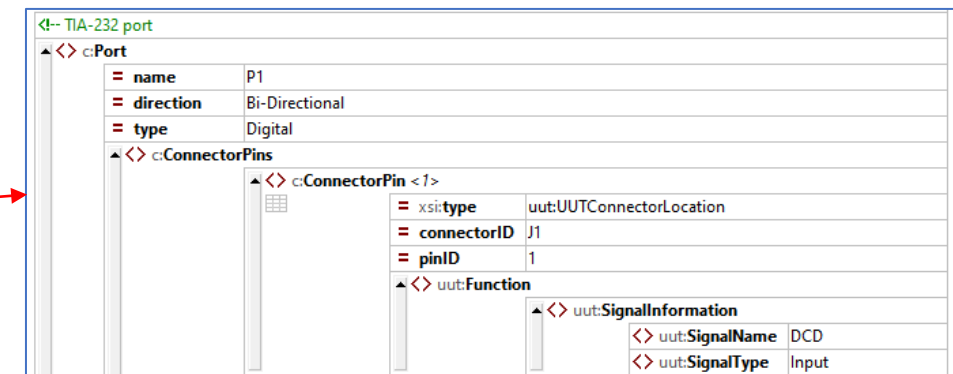 <!-- TIA-232 port
<> c:Port
= name P1
= direction Bi-Directional
= type Digital
<> c:ConnectorPins
<> c:ConnectorPin <1>
= xsi:type uut:UUTConnectorLocation
= connectorID J1
= pinID 1
<> uut:Function
<> uut:SignalInformation
<> uut:SignalName DCD
<> uut:SignalType Input